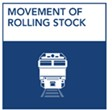 MOVEMENT OF
ROLLING STOCK